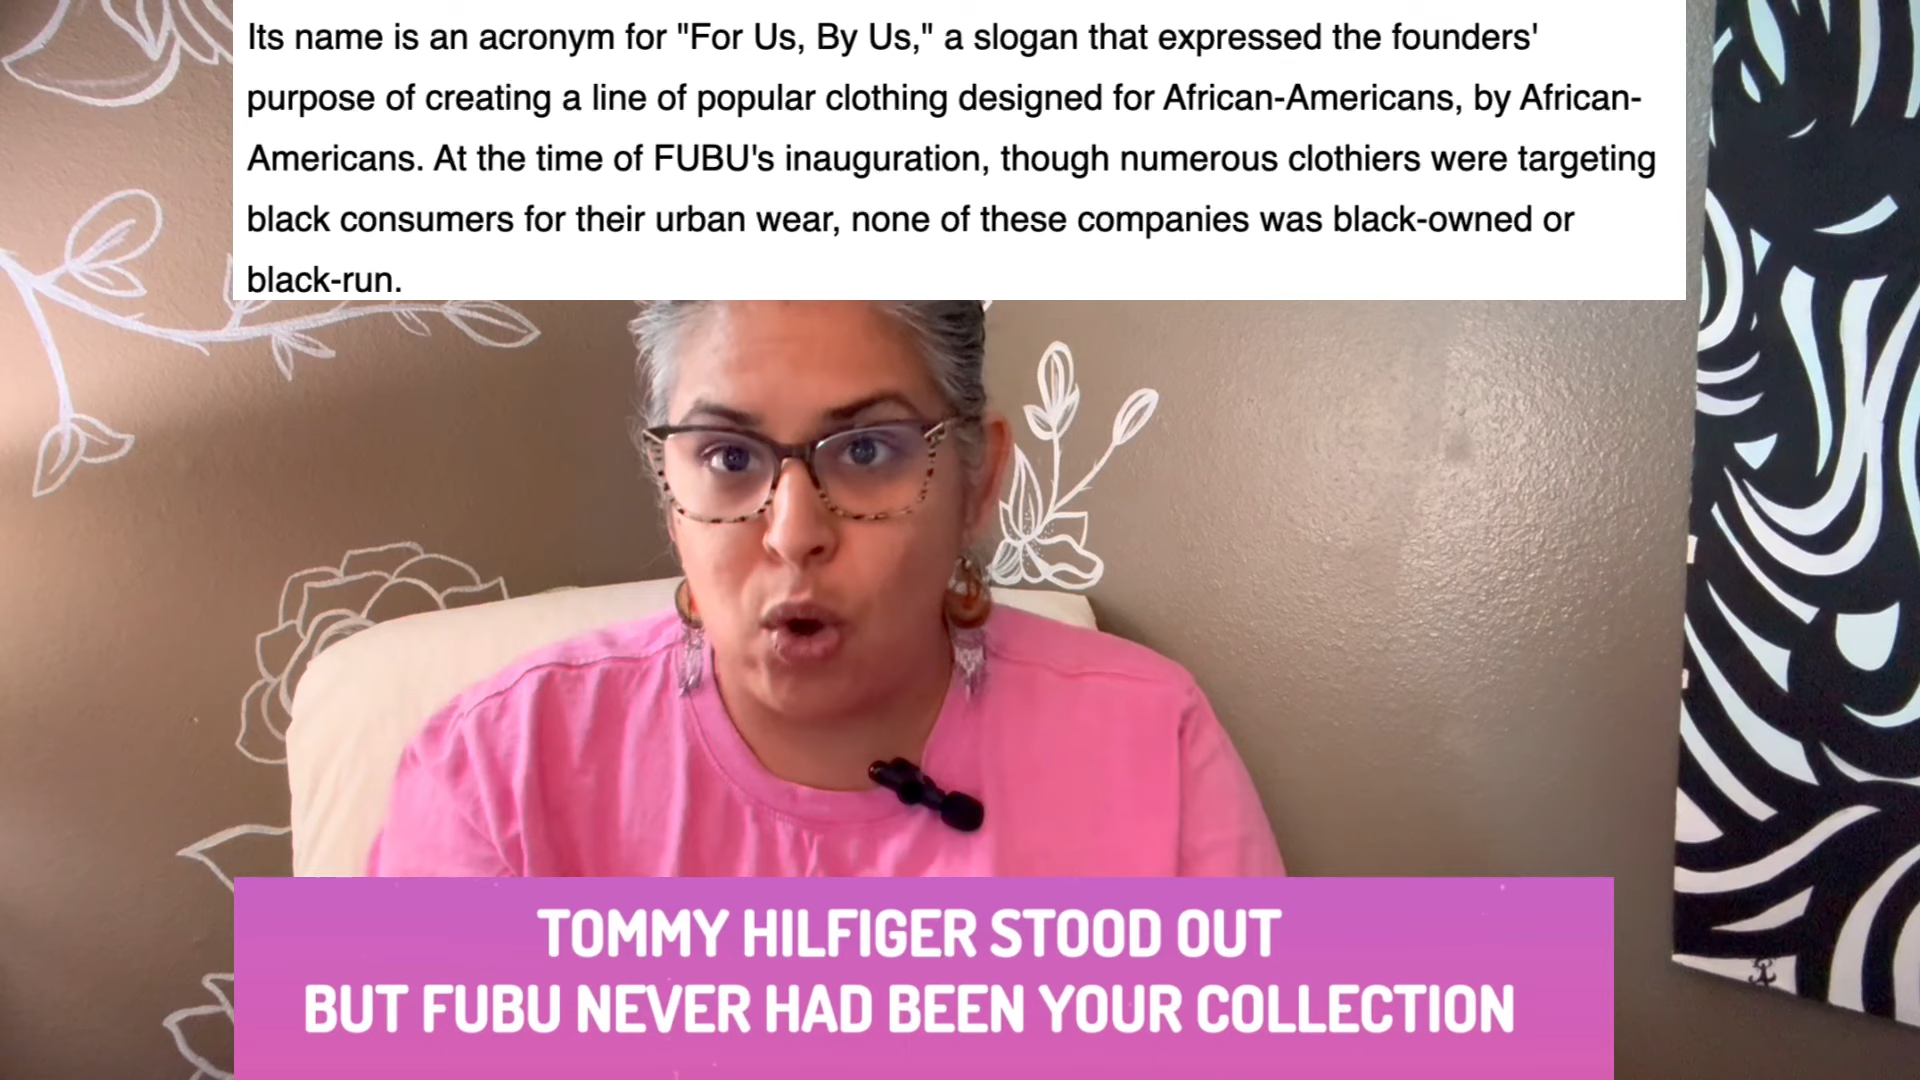 Its name is an acronym for "For Us, By Us," a slogan that expressed the founders'
purpose of creating a line of popular clothing designed for African-Americans, by African-
Americans. At the time of FUBU's inauguration, though numerous clothiers were targeting
black consumers for their urban wear, none of these companies was black-owned or
black-run.
TOMMY HILFIGER STOOD OUT
BUT FUBU NEVER HAD BEEN YOUR COLLECTION